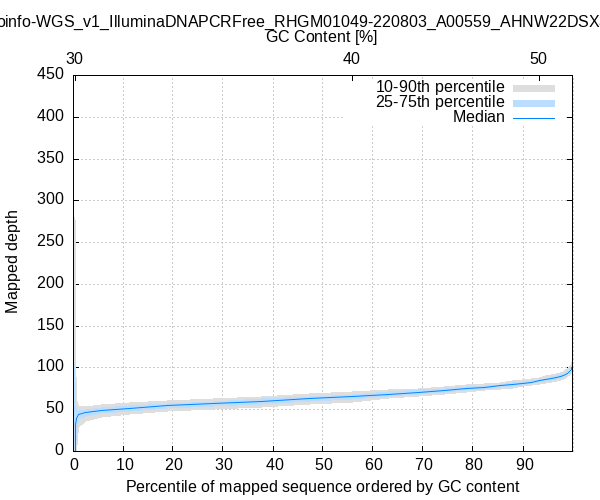 oinfo-WGS_v1_IlluminaDNAPCRFree_RHGM01049-220803_A00559_AHNW22DSX
GC Content [%]
30 40 50
10-90th percentile
25-75th percentile
Median
450
400
350
300
250
200
150
100
50
0
Mapped depth
0 10 20 30 40 50 60 70 80 90
Percentile of mapped sequence ordered by GC content